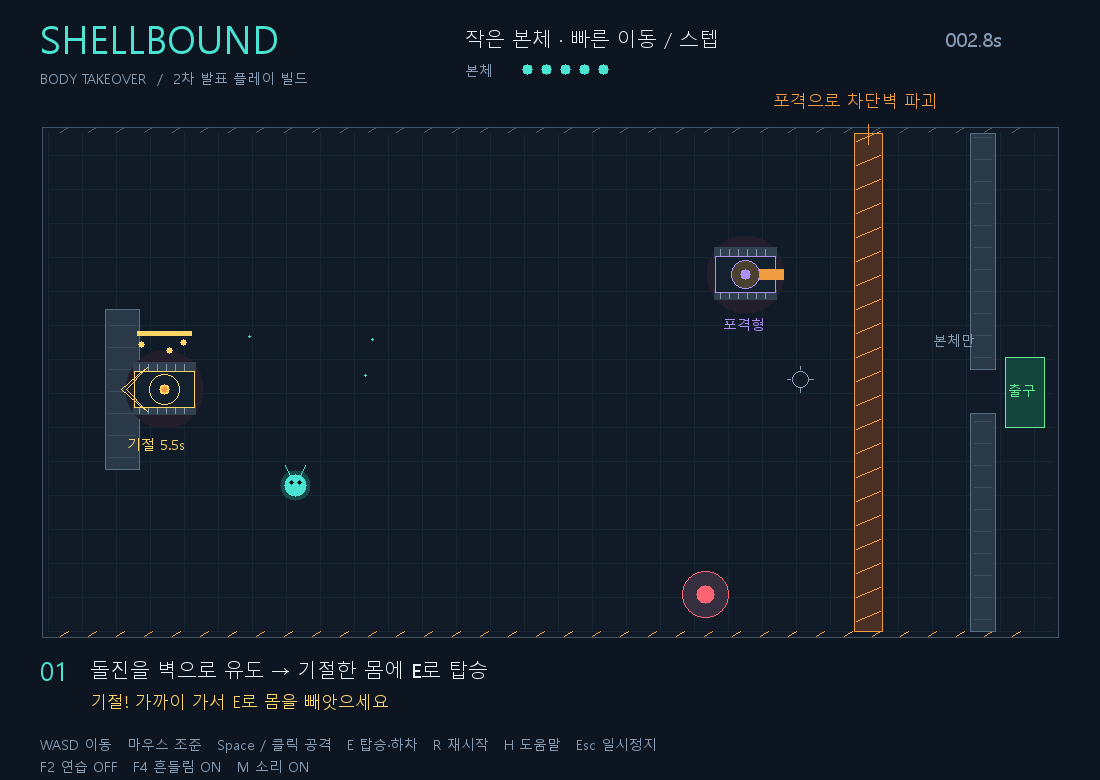 SHELLBOUND
작은 본체 · 빠른 이동 / 스텝
002.8s
BODY TAKEOVER / 2차 발표 플레이 빌드
본체
포격으로 차단벽 파괴
포격형
본체만
출구
기절 5.5s
01 돌진을 벽으로 유도 → 기절한 몸에 E로 탑승
기절! 가까이 가서 E로 몸을 빼앗으세요
WASD 이동 마우스 조준 Space / 클릭 공격 E 탑승·하차 R 재시작 H 도움말 Esc 일시정지
F2 연습 OFF F4 흔들림 ON M 소리 ON